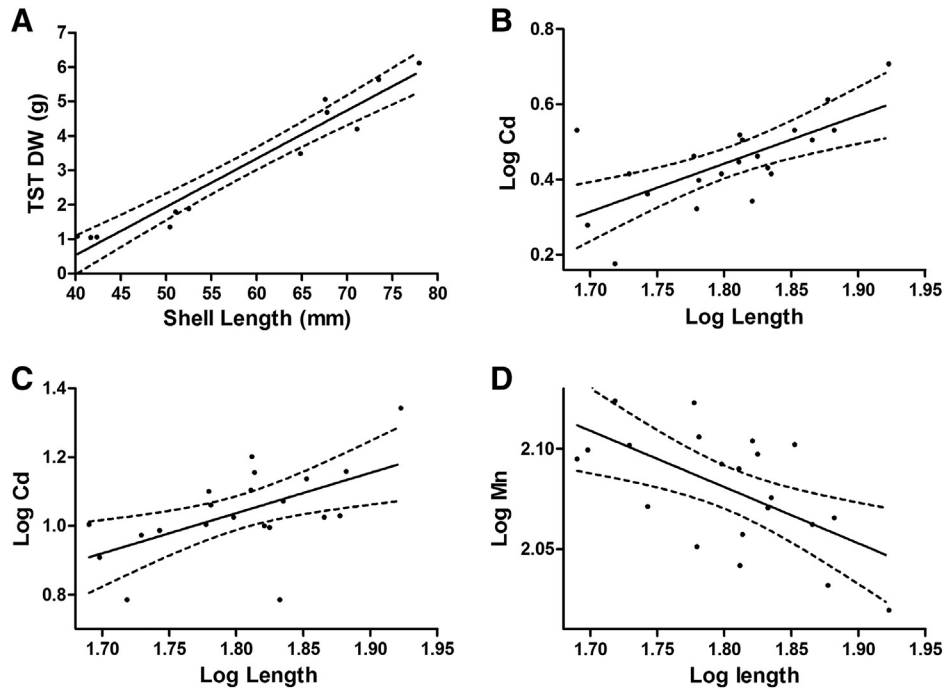 A
7
6
5
4
3
2
1
0
TST DW (g)
40 45 50 55 60 65 70 75 80
Shell Length (mm)
B
0.8
0.6
0.4
0.2
Log Cd
1.70 1.75 1.80 1.85 1.90 1.95
Log Length
C
1.4
1.2
1.0
0.8
Log Cd
1.70 1.75 1.80 1.85 1.90 1.95
Log Length
D
2.10
2.05
Log Mn
1.70 1.75 1.80 1.85 1.90 1.95
Log length